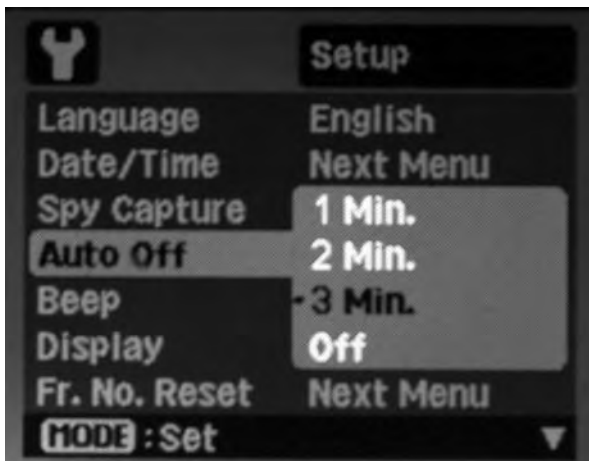 Setup
Language English
Date/Time Next Menu
Spy Capture 1 Min.
Auto Off 2 Min.
Beep 3 Min.
Display Off
Fr. No. Reset Next Menu
MODE :Set